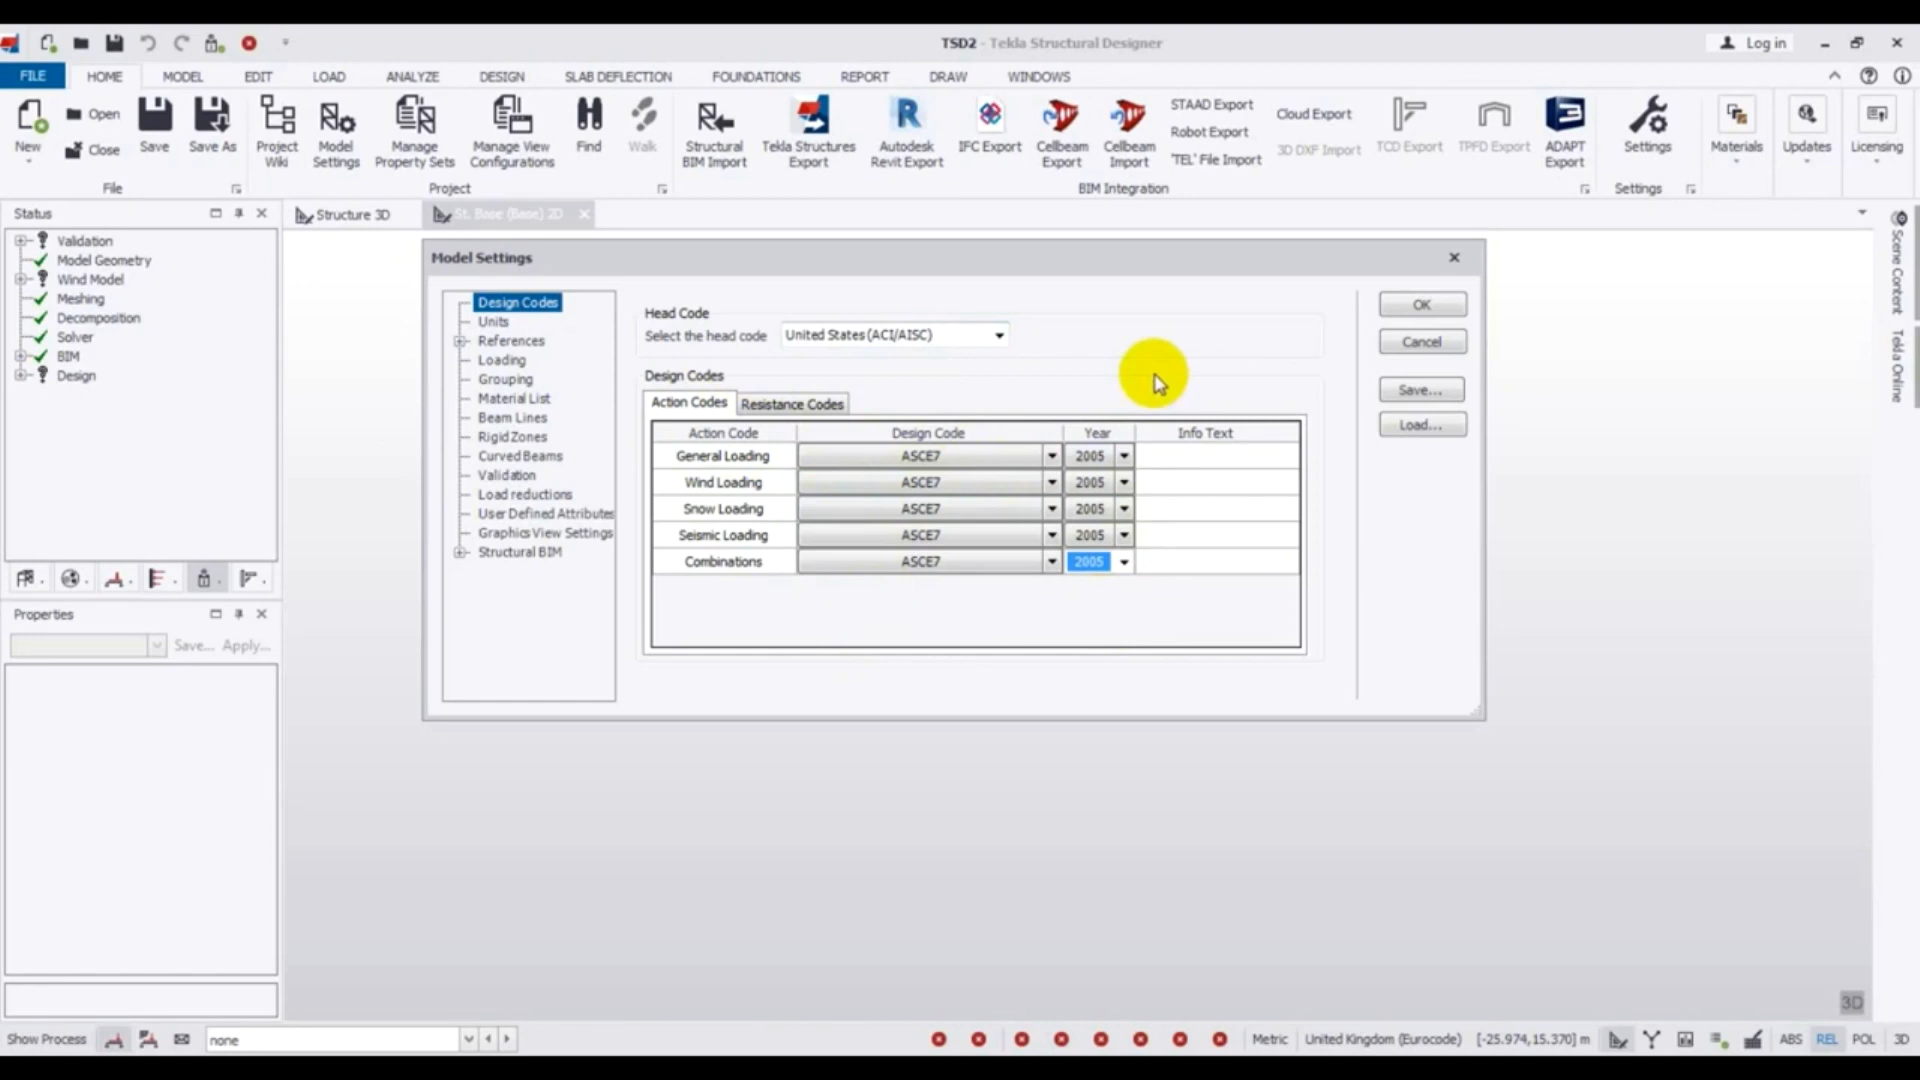 TSD2 - Tekla Structural Designer
Log in
FILE HOME MODEL EDIT LOAD ANALYZE DESIGN SLAB DEFLECTION FOUNDATIONS REPORT DRAW WINDOWS
New
Open
Close
Save
Save As
File
Project Wiki
Model Settings
Manage Property Sets
Manage View Configurations
Find
Walk
Project
Structural BIM Import
Tekla Structures Export
Autodesk Revit Export
IFC Export
Cellbeam Export
Cellbeam Import
STAAD Export
Robot Export
'TEL' File Import
Cloud Export
3D DXF Import
TCD Export
TPFD Export
ADAPT Export
BIM Integration
Settings
Settings
Materials
Updates
Licensing
Status
Validation
Model Geometry
Wind Model
Meshing
Decomposition
Solver
BIM
Design
Properties
Save... Apply...
Structure 3D
St. Base (Base) 2D
Scene Content
Tekla Online
Model Settings
Design Codes
Units
References
Loading
Grouping
Material List
Beam Lines
Rigid Zones
Curved Beams
Validation
Load reductions
User Defined Attributes
Graphics View Settings
Structural BIM
Head Code
Select the head code United States (ACI/AISC)
Design Codes
Action Codes Resistance Codes
Action Code Design Code Year Info Text
General Loading ASCE7 2005
Wind Loading ASCE7 2005
Snow Loading ASCE7 2005
Seismic Loading ASCE7 2005
Combinations ASCE7 2005
OK
Cancel
Save...
Load...
3D
Show Process none Metric United Kingdom (Eurocode) [-25.974,15.370] m ABS REL POL 3D